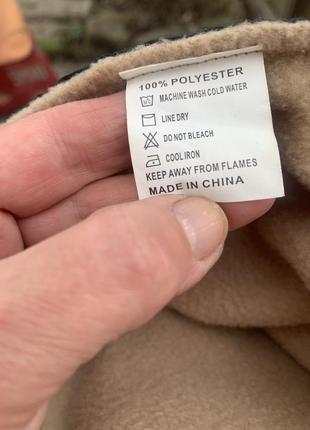 100% POLYESTER
MACHINE WASH COLD WATER
LINE DRY
DO NOT BLEACH
COOL IRON
KEEP AWAY FROM FLAMES
MADE IN CHINA